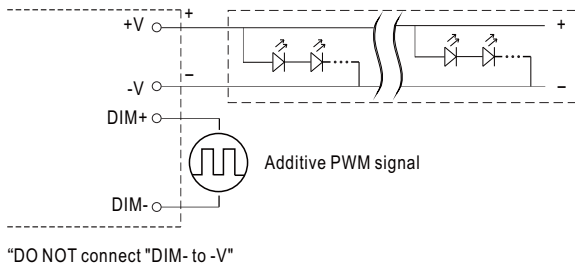 +V + +
-V – –
DIM+
Additive PWM signal
DIM-
“DO NOT connect "DIM- to -V"